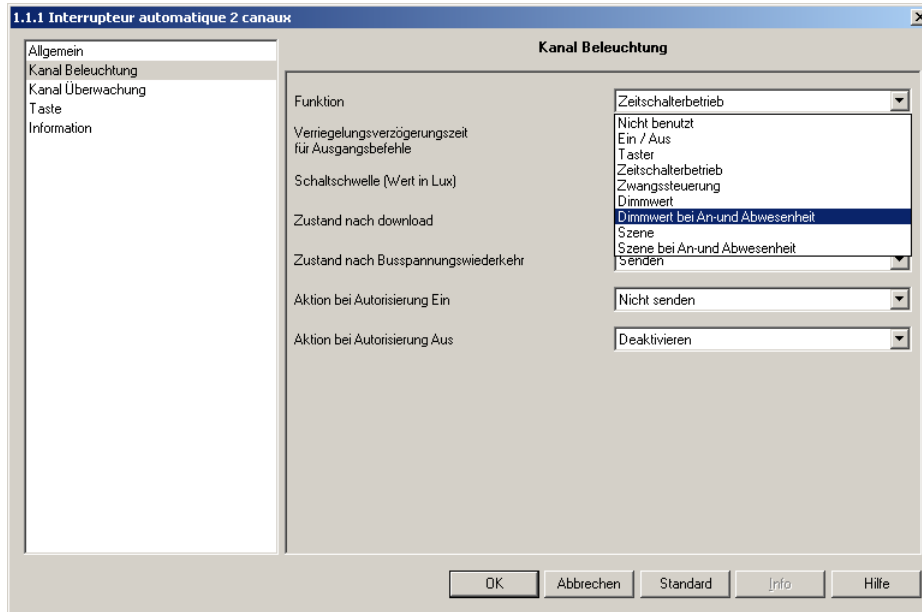 1.1.1 Interrupteur automatique 2 canaux
Allgemein
Kanal Beleuchtung
Kanal Überwachung
Taste
Information
Kanal Beleuchtung
Funktion
Zeitschalterbetrieb
Nicht benutzt
Ein / Aus
Taster
Zeitschalterbetrieb
Zwangssteuerung
Dimmwert
Dimmwert bei An-und Abwesenheit
Szene
Szene bei An-und Abwesenheit
Verriegelungsverzögerungszeit
für Ausgangsbefehle
Schaltschwelle (Wert in Lux)
Zustand nach download
Zustand nach Busspannungswiederkehr
Senden
Aktion bei Autorisierung Ein
Nicht senden
Aktion bei Autorisierung Aus
Deaktivieren
OK
Abbrechen
Standard
Info
Hilfe